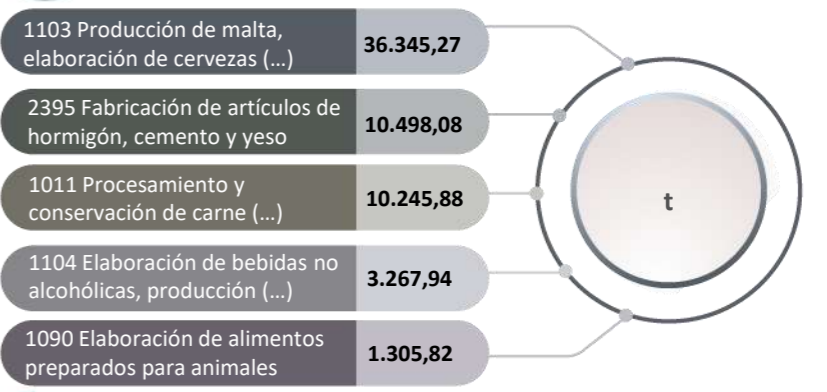 1103 Producción de malta,
elaboración de cervezas (...)
36.345,27
2395 Fabricación de artículos de
hormigón, cemento y yeso
10.498,08
1011 Procesamiento y
conservación de carne (...)
10.245,88
1104 Elaboración de bebidas no
alcohólicas, producción (...)
3.267,94
1090 Elaboración de alimentos
preparados para animales
1.305,82
t